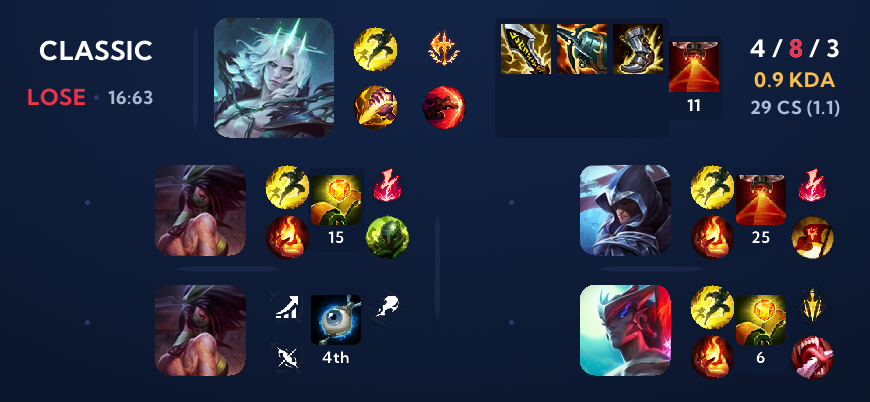 CLASSIC
LOSE • 16:63
11
4 / 8 / 3
0.9 KDA
29 CS (1.1)
15
25
4th
6